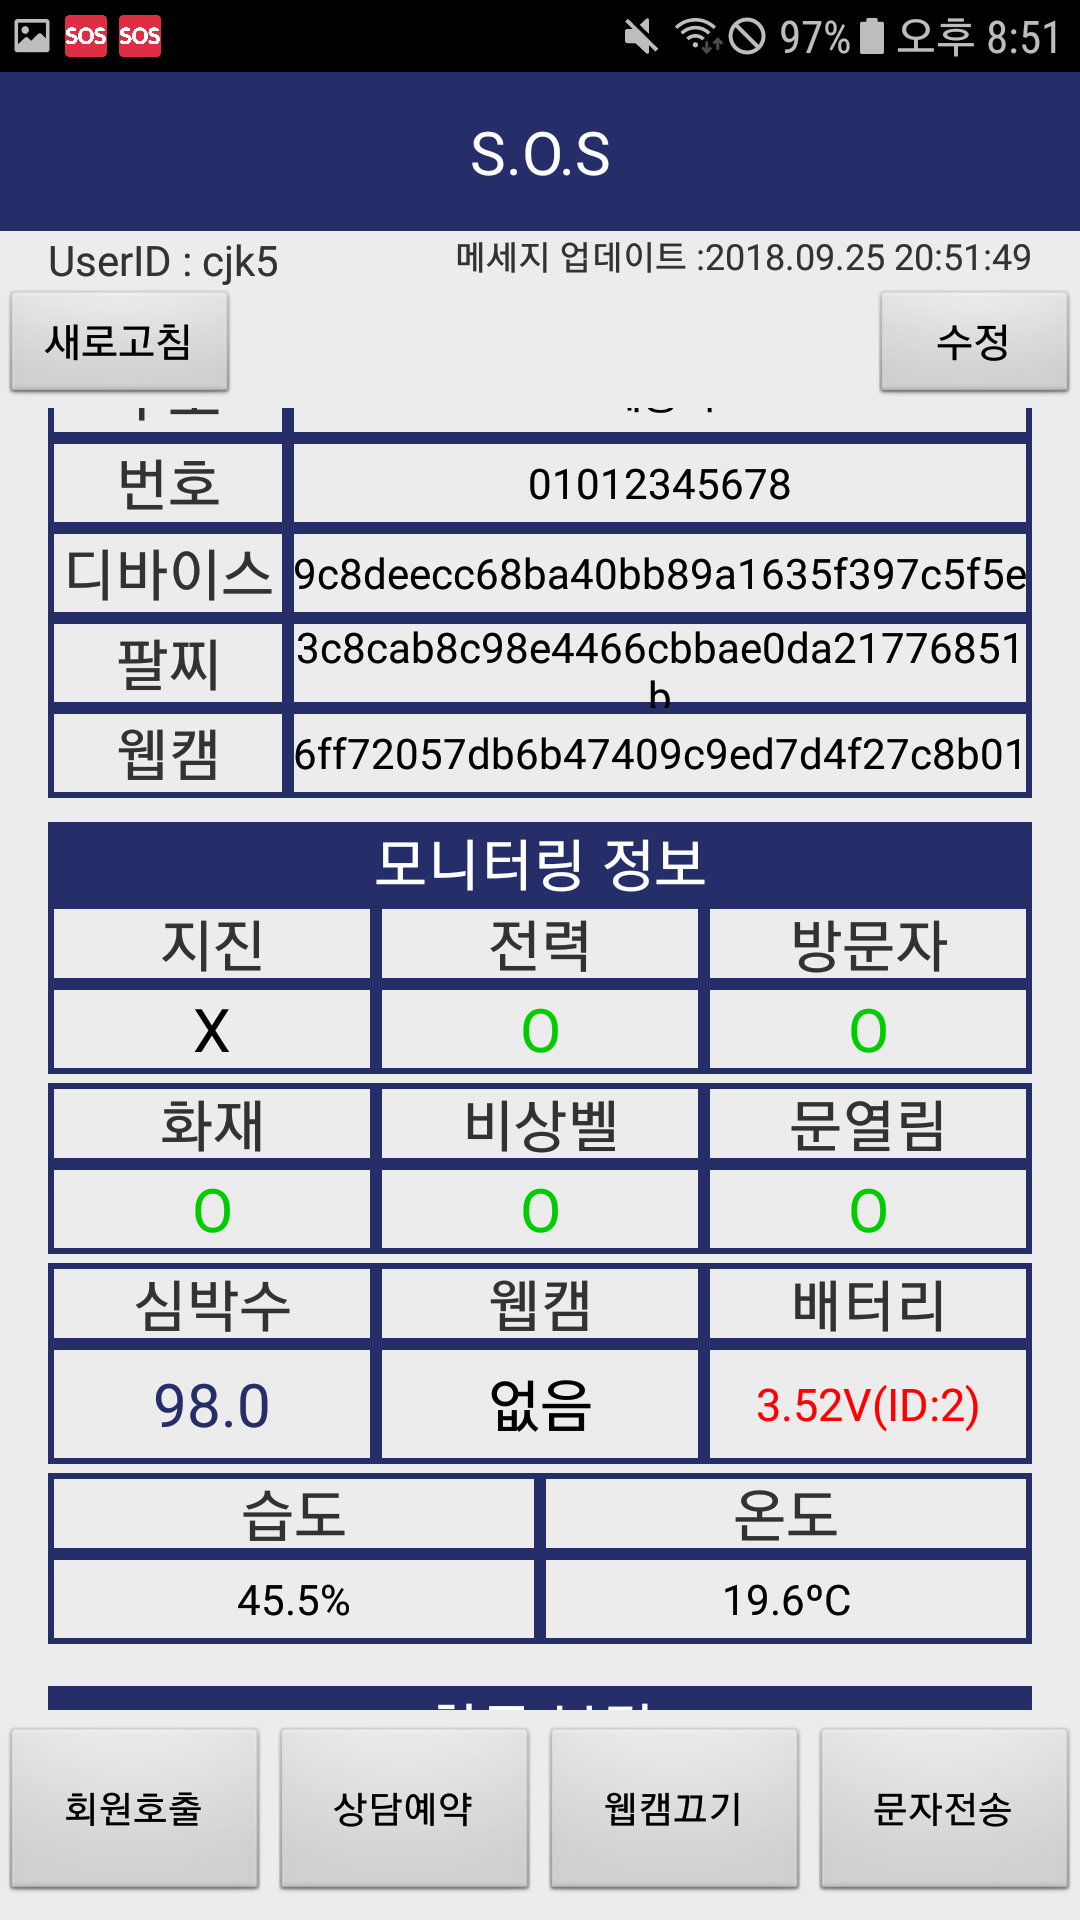 SOS SOS 97% 오후 8:51
S.O.S
UserID : cjk5 메세지 업데이트 :2018.09.25 20:51:49
새로고침 수정
번호 01012345678
디바이스 9c8deecc68ba40bb89a1635f397c5f5e
팔찌 3c8cab8c98e4466cbbae0da21776851
b
웹캠 6ff72057db6b47409c9ed7d4f27c8b01
모니터링 정보
지진 전력 방문자
X O O
화재 비상벨 문열림
O O O
심박수 웹캠 배터리
98.0 없음 3.52V(ID:2)
습도 온도
45.5% 19.6ºC
회원호출 상담예약 웹캠끄기 문자전송